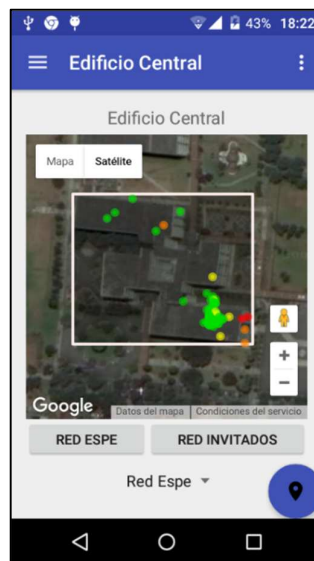 43% 18:22
Edificio Central
Edificio Central
Mapa Satélite
Google Datos del mapa Condiciones del servicio
RED ESPE RED INVITADOS
Red Espe